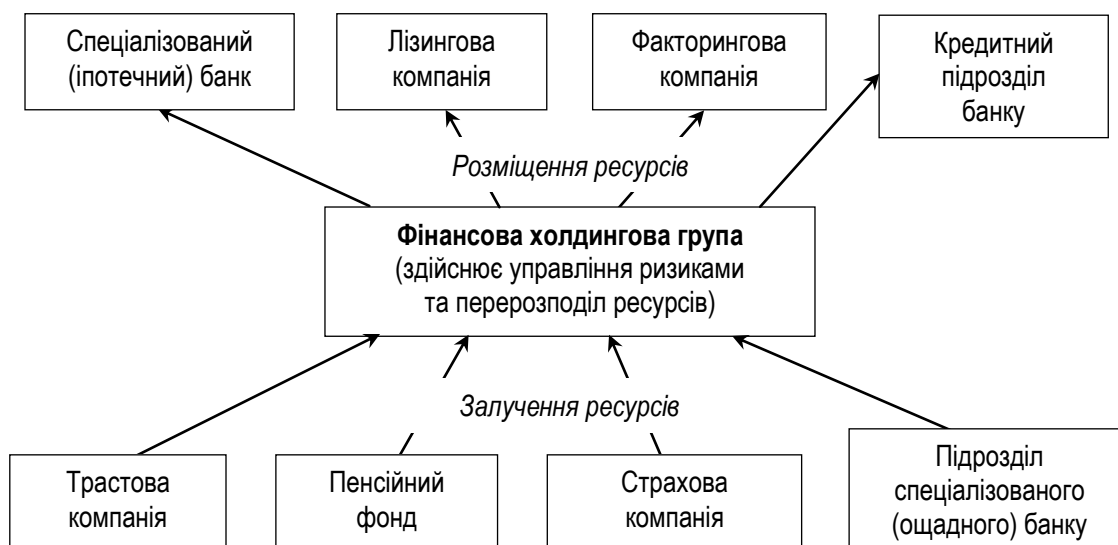 Спеціалізований
(іпотечний) банк
Лізингова
компанія
Факторингова
компанія
Кредитний
підрозділ
банку
Розміщення ресурсів
Фінансова холдингова група
(здійснює управління ризиками
та перерозподіл ресурсів)
Залучення ресурсів
Трастова
компанія
Пенсійний
фонд
Страхова
компанія
Підрозділ
спеціалізованого
(ощадного) банку